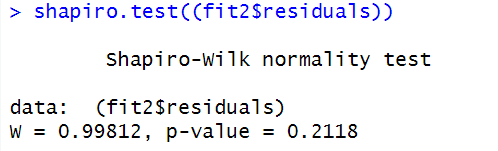 > shapiro.test((fit2$residuals))
Shapiro-Wilk normality test
data:  (fit2$residuals)
W = 0.99812, p-value = 0.2118